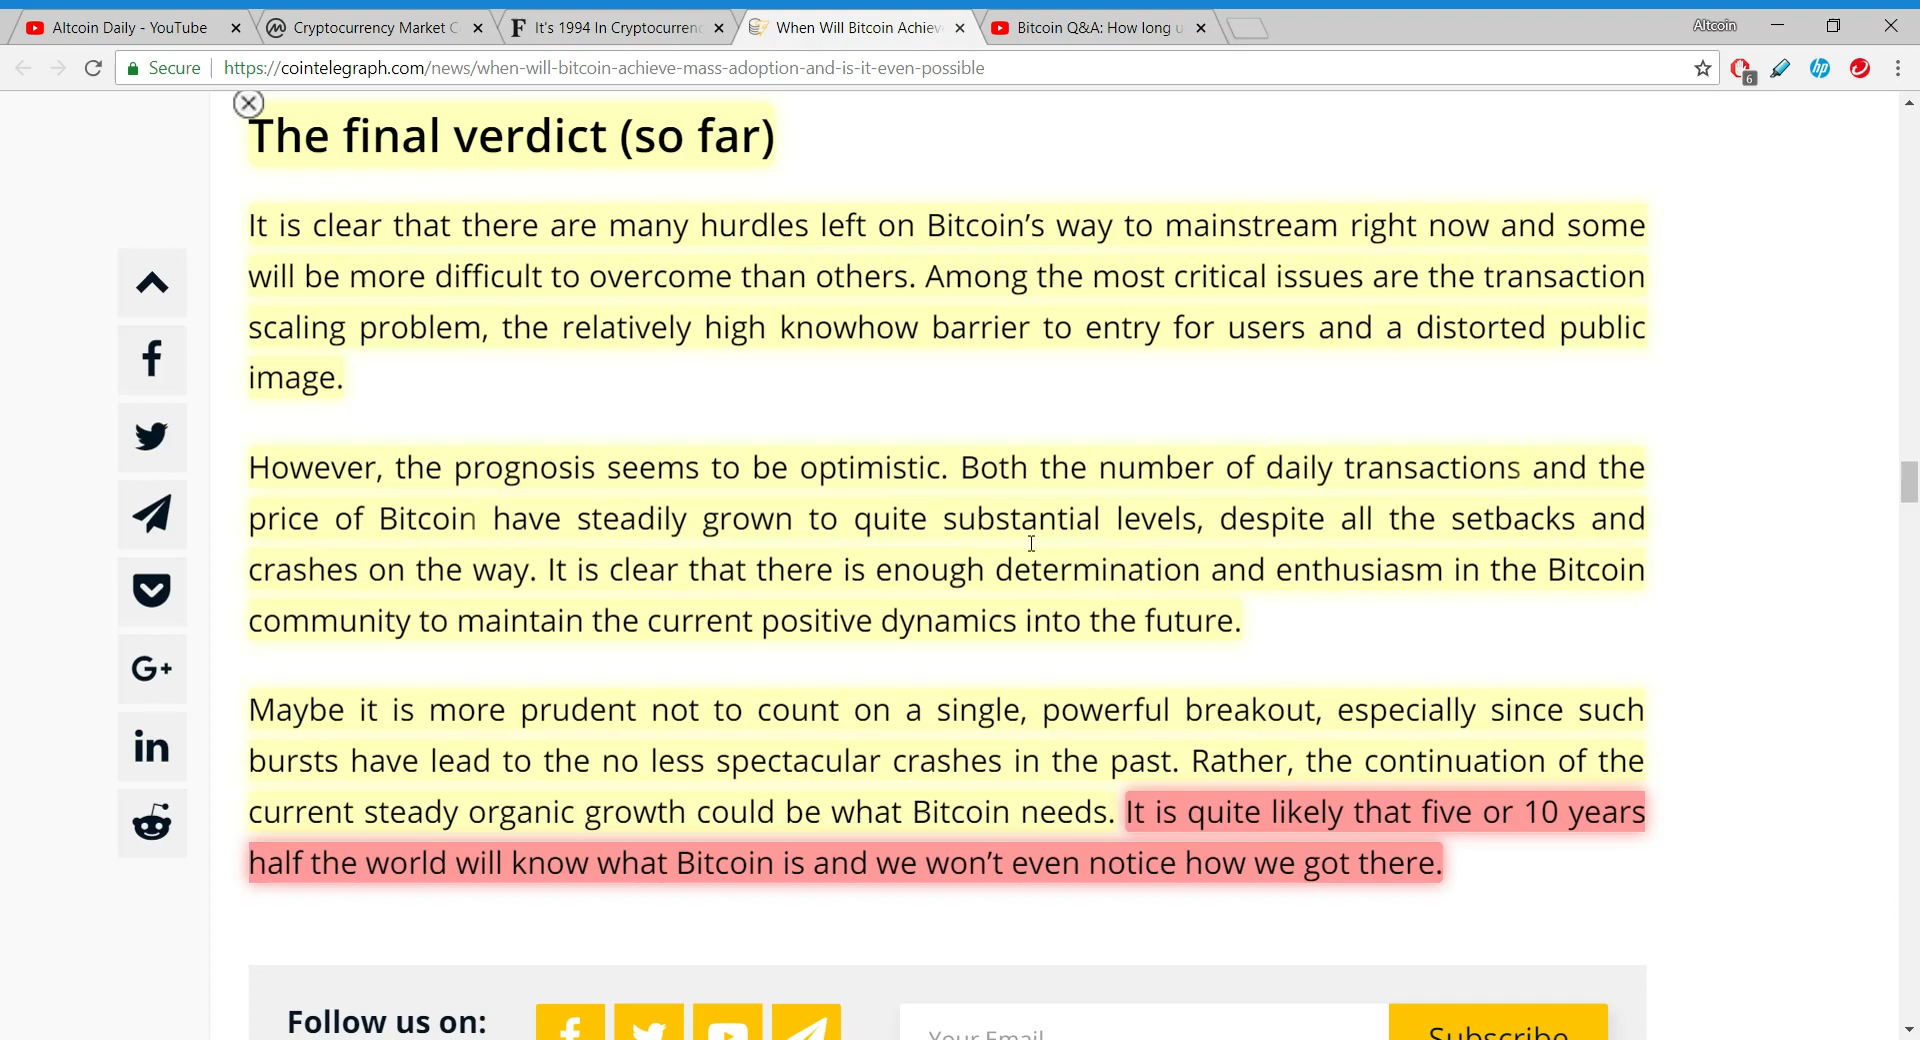 Altcoin Daily - YouTube
Cryptocurrency Market C
It's 1994 In Cryptocurrenc
When Will Bitcoin Achiev
Bitcoin Q&A: How long u
Altcoin
Secure
https://cointelegraph.com/news/when-will-bitcoin-achieve-mass-adoption-and-is-it-even-possible
6
hp
The final verdict (so far)
It is clear that there are many hurdles left on Bitcoin’s way to mainstream right now and some
will be more difficult to overcome than others. Among the most critical issues are the transaction
scaling problem, the relatively high knowhow barrier to entry for users and a distorted public
image.
However, the prognosis seems to be optimistic. Both the number of daily transactions and the
price of Bitcoin have steadily grown to quite substantial levels, despite all the setbacks and
crashes on the way. It is clear that there is enough determination and enthusiasm in the Bitcoin
community to maintain the current positive dynamics into the future.
Maybe it is more prudent not to count on a single, powerful breakout, especially since such
bursts have lead to the no less spectacular crashes in the past. Rather, the continuation of the
current steady organic growth could be what Bitcoin needs. It is quite likely that five or 10 years
half the world will know what Bitcoin is and we won’t even notice how we got there.
G+
in
Follow us on:
Your Email
Subscribe